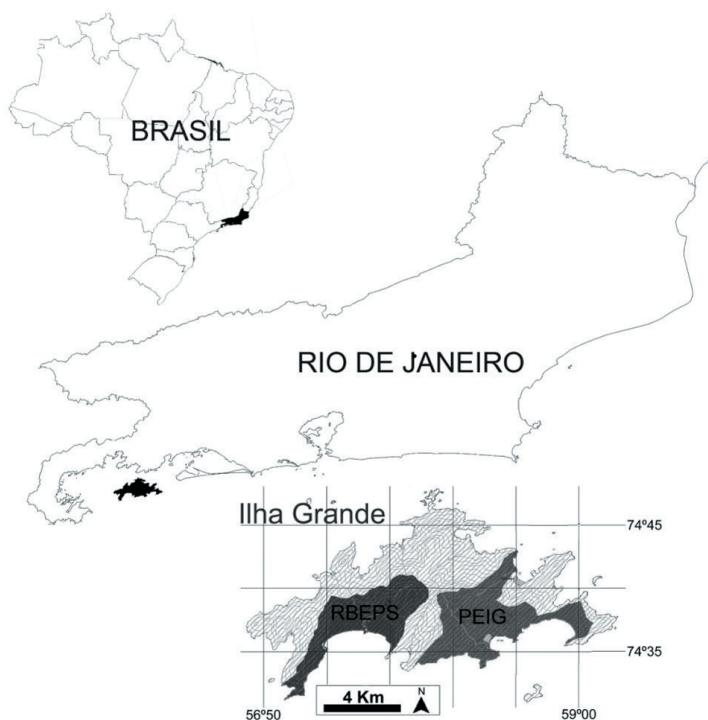 BRASIL
RIO DE JANEIRO
Ilha Grande
74º45
RBEPS
PEIG
74º35
4 Km
N
56º50
59º00